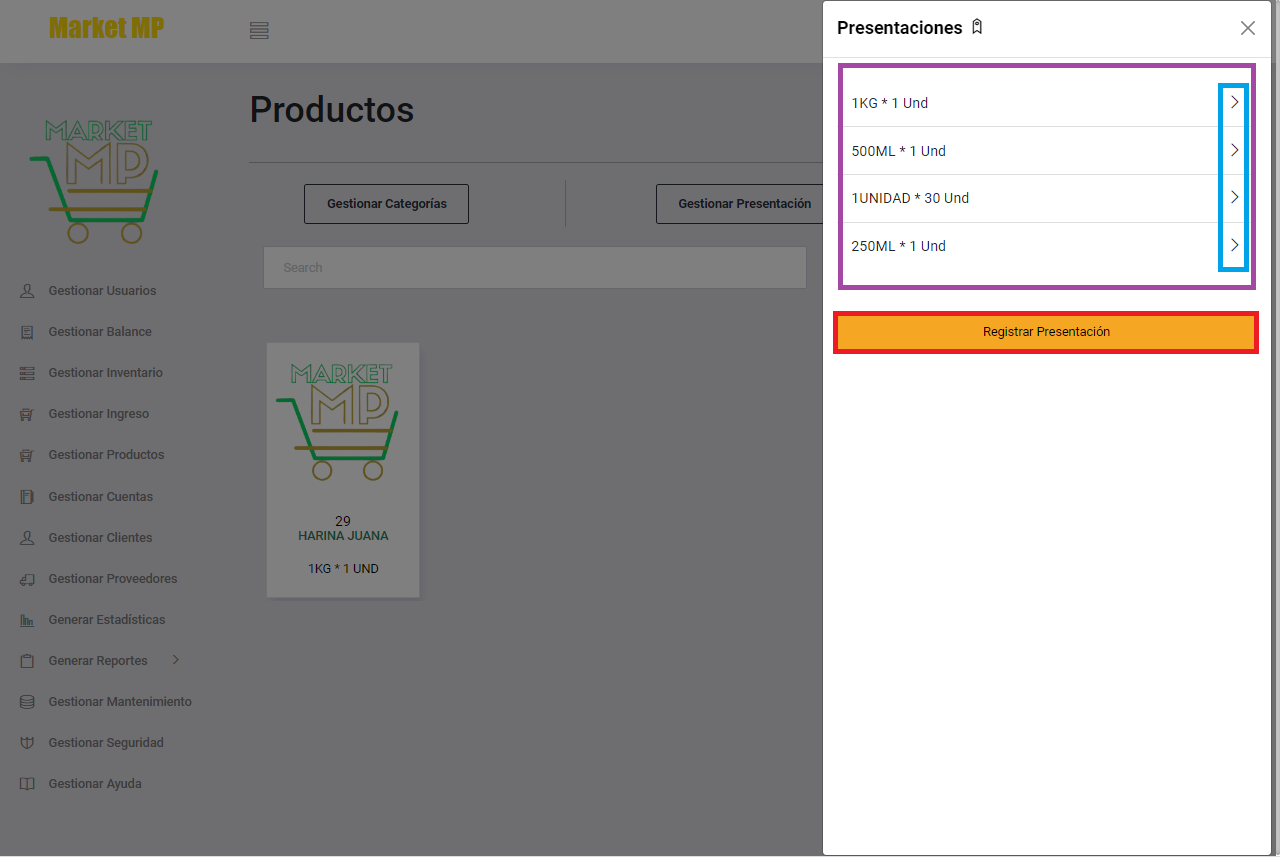 Market MP
MARKET
MP
Gestionar Usuarios
Gestionar Balance
Gestionar Inventario
Gestionar Ingreso
Gestionar Productos
Gestionar Cuentas
Gestionar Clientes
Gestionar Proveedores
Generar Estadísticas
Generar Reportes
Gestionar Mantenimiento
Gestionar Seguridad
Gestionar Ayuda
Productos
Gestionar Categorías
Gestionar Presentación
Search
MARKET
MP
29
HARINA JUANA
1KG * 1 UND
Presentaciones
1KG * 1 Und
500ML * 1 Und
1UNIDAD * 30 Und
250ML * 1 Und
Registrar Presentación